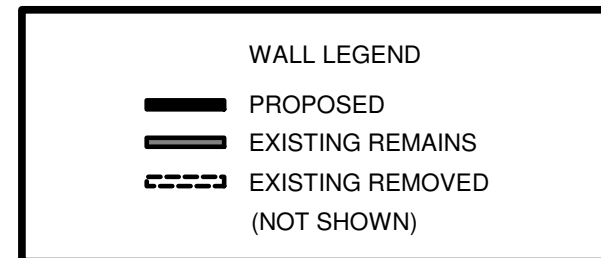 WALL LEGEND
PROPOSED
EXISTING REMAINS
EXISTING REMOVED
(NOT SHOWN)